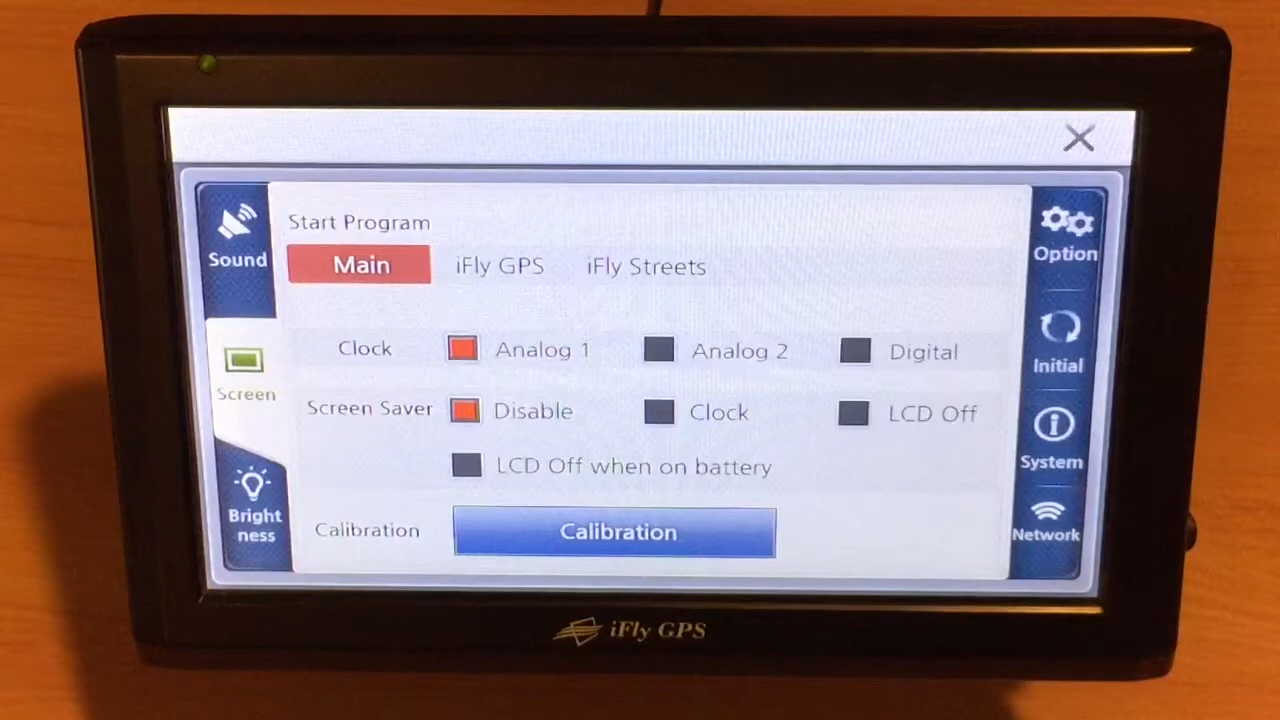 Sound
Screen
Bright
ness
Start Program
Main iFly GPS iFly Streets
Clock Analog 1 Analog 2 Digital
Screen Saver Disable Clock LCD Off
LCD Off when on battery
Calibration Calibration
Option
Initial
System
Network
iFly GPS